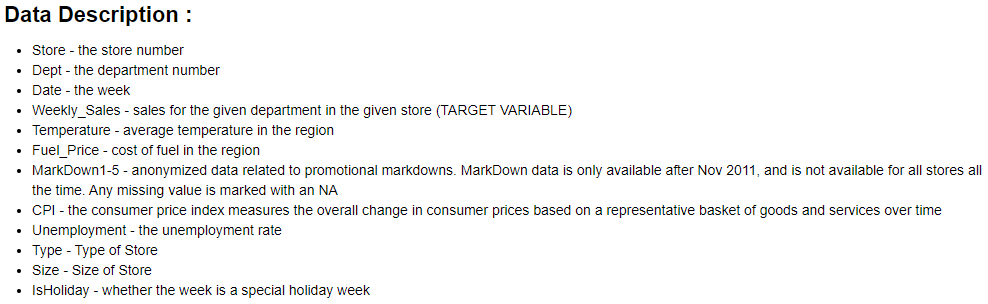 Data Description :
• Store - the store number
• Dept - the department number
• Date - the week
• Weekly_Sales - sales for the given department in the given store (TARGET VARIABLE)
• Temperature - average temperature in the region
• Fuel_Price - cost of fuel in the region
• MarkDown1-5 - anonymized data related to promotional markdowns. MarkDown data is only available after Nov 2011, and is not available for all stores all
the time. Any missing value is marked with an NA
• CPI - the consumer price index measures the overall change in consumer prices based on a representative basket of goods and services over time
• Unemployment - the unemployment rate
• Type - Type of Store
• Size - Size of Store
• IsHoliday - whether the week is a special holiday week